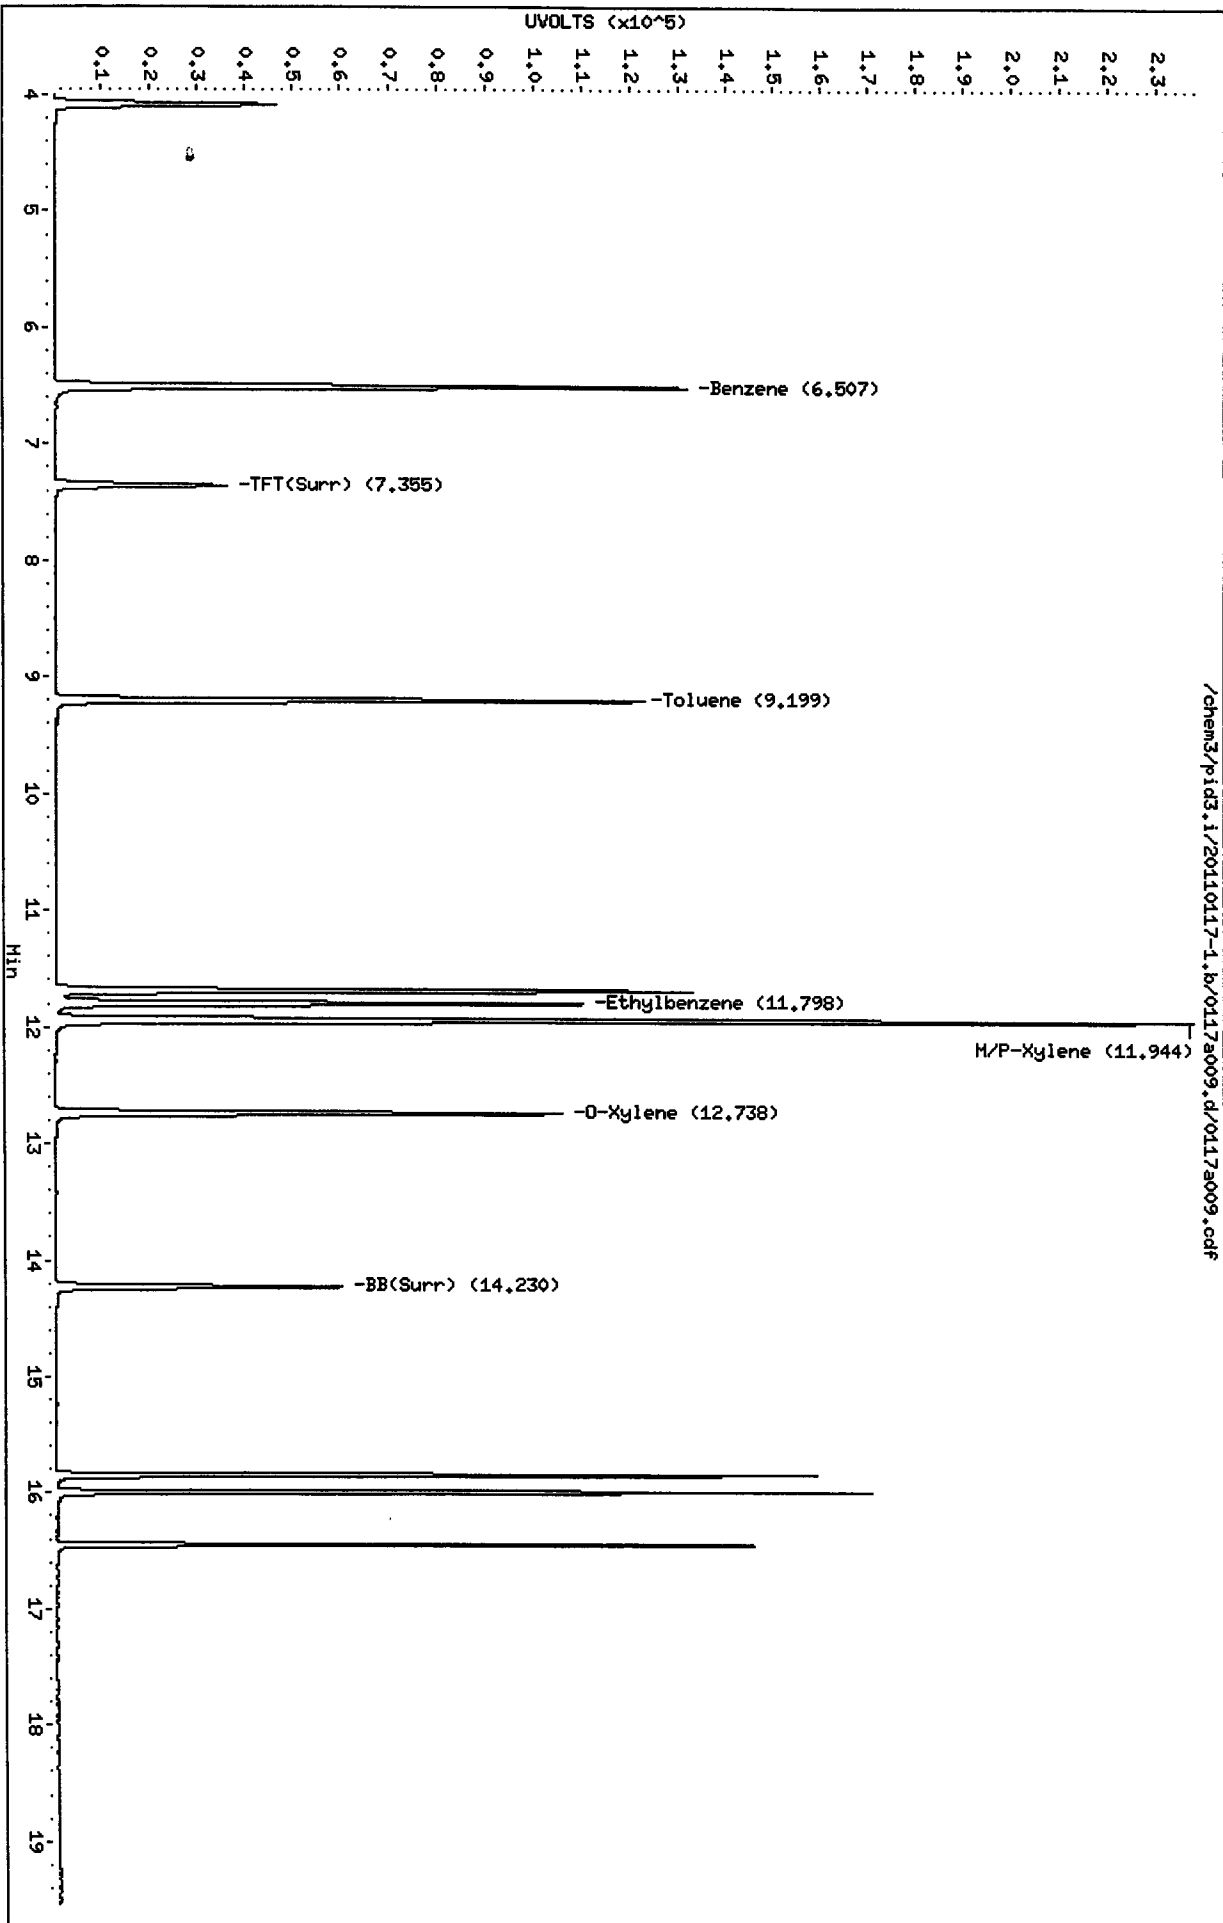 /chem3/pid3.i/20110117-1.b/0117a009.d/0117a009.cdf
UVOLTS (x10^5)
2.3
2.2
2.1
2.0
1.9
1.8
1.7
1.6
1.5
1.4
1.3
1.2
1.1
1.0
0.9
0.8
0.7
0.6
0.5
0.4
0.3
0.2
0.1
-Benzene (6.507)
-TFT(Surr) (7.355)
-Toluene (9.199)
-Ethylbenzene (11.798)
M/P-Xylene (11.944)
-O-Xylene (12.738)
-BB(Surr) (14.230)
4 5 6 7 8 9 10 11 12 13 14 15 16 17 18 19
Min